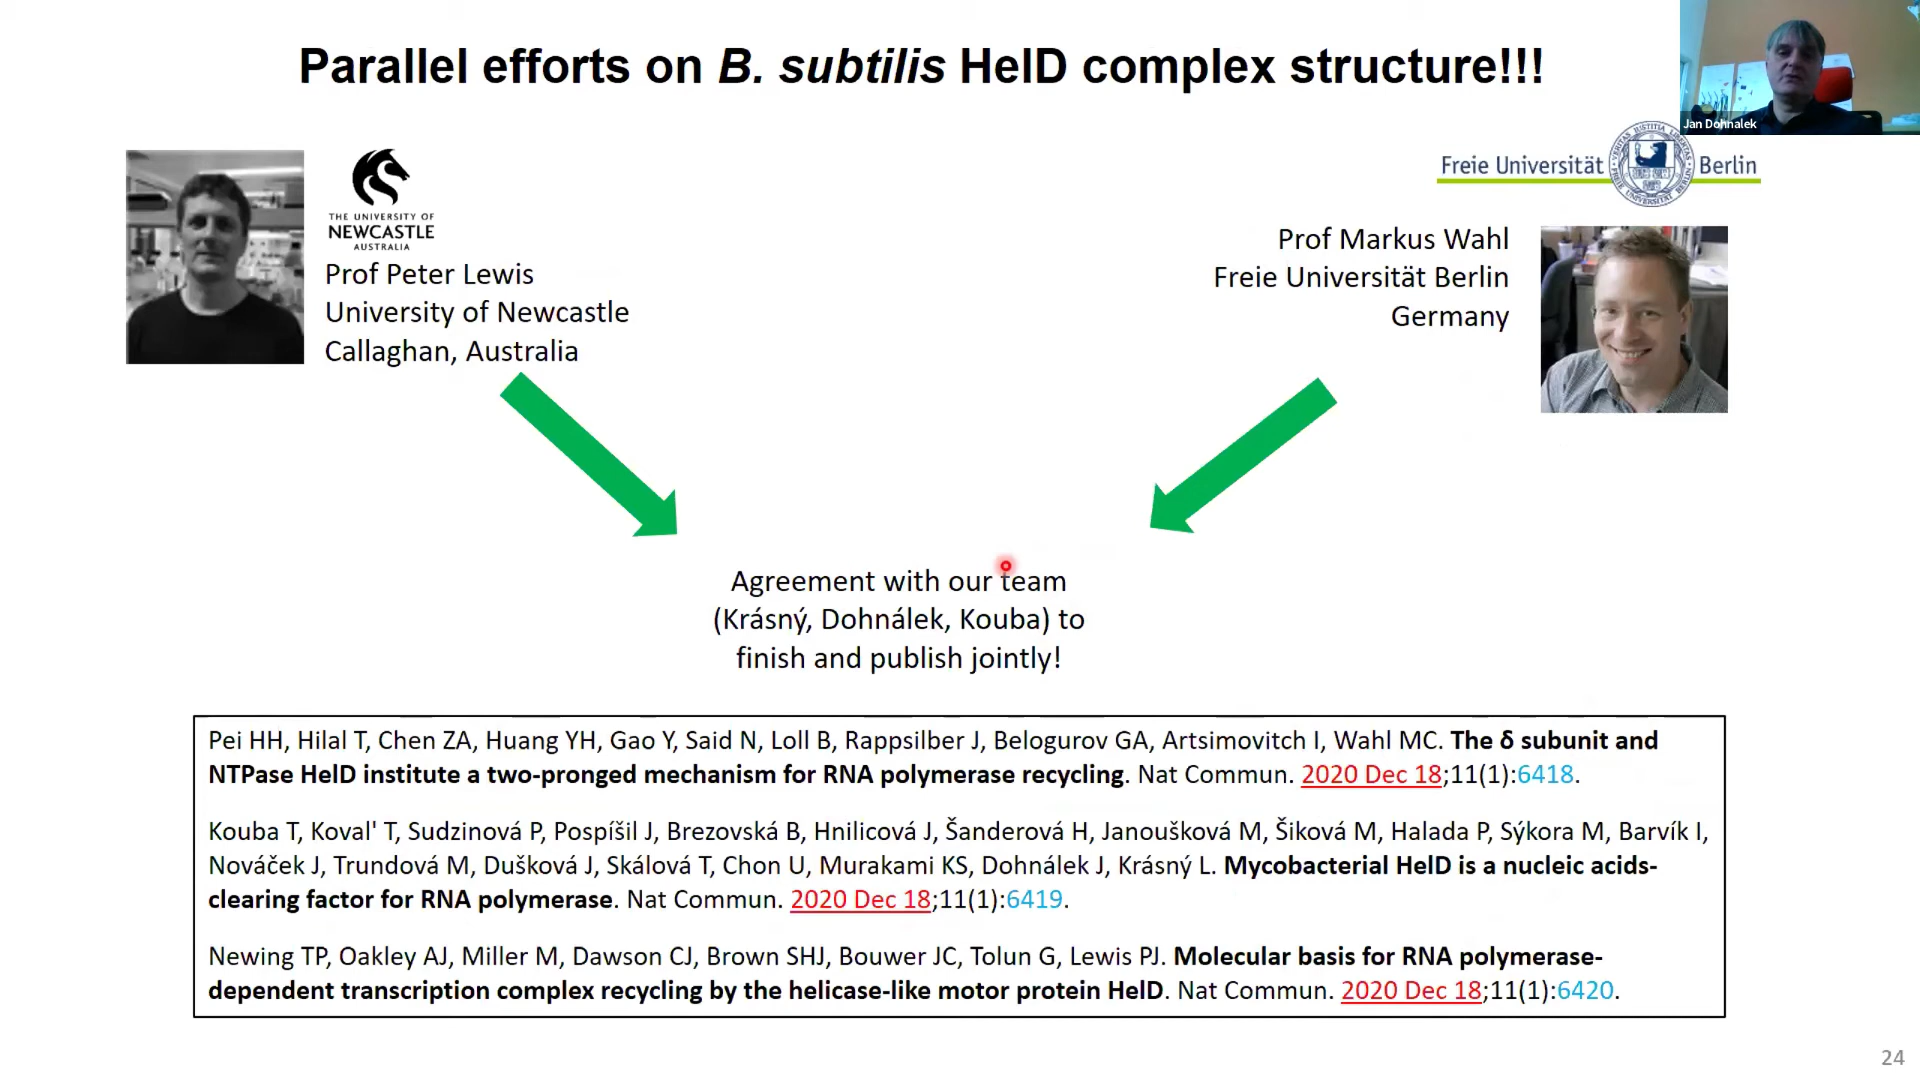 Parallel efforts on B. subtilis HelD complex structure!!!
Jan Dohnalek
THE UNIVERSITY OF
NEWCASTLE
AUSTRALIA
Prof Peter Lewis
University of Newcastle
Callaghan, Australia
Freie Universität Berlin
Prof Markus Wahl
Freie Universität Berlin
Germany
Agreement with our team
(Krásný, Dohnálek, Kouba) to
finish and publish jointly!
Pei HH, Hilal T, Chen ZA, Huang YH, Gao Y, Said N, Loll B, Rappsilber J, Belogurov GA, Artsimovitch I, Wahl MC. The δ subunit and
NTPase HelD institute a two-pronged mechanism for RNA polymerase recycling. Nat Commun. 2020 Dec 18;11(1):6418.
Kouba T, Koval' T, Sudzinová P, Pospíšil J, Brezovská B, Hnilicová J, Šanderová H, Janoušková M, Šiková M, Halada P, Sýkora M, Barvík I,
Nováček J, Trundová M, Dušková J, Skálová T, Chon U, Murakami KS, Dohnálek J, Krásný L. Mycobacterial HelD is a nucleic acids-
clearing factor for RNA polymerase. Nat Commun. 2020 Dec 18;11(1):6419.
Newing TP, Oakley AJ, Miller M, Dawson CJ, Brown SHJ, Bouwer JC, Tolun G, Lewis PJ. Molecular basis for RNA polymerase-
dependent transcription complex recycling by the helicase-like motor protein HelD. Nat Commun. 2020 Dec 18;11(1):6420.
24